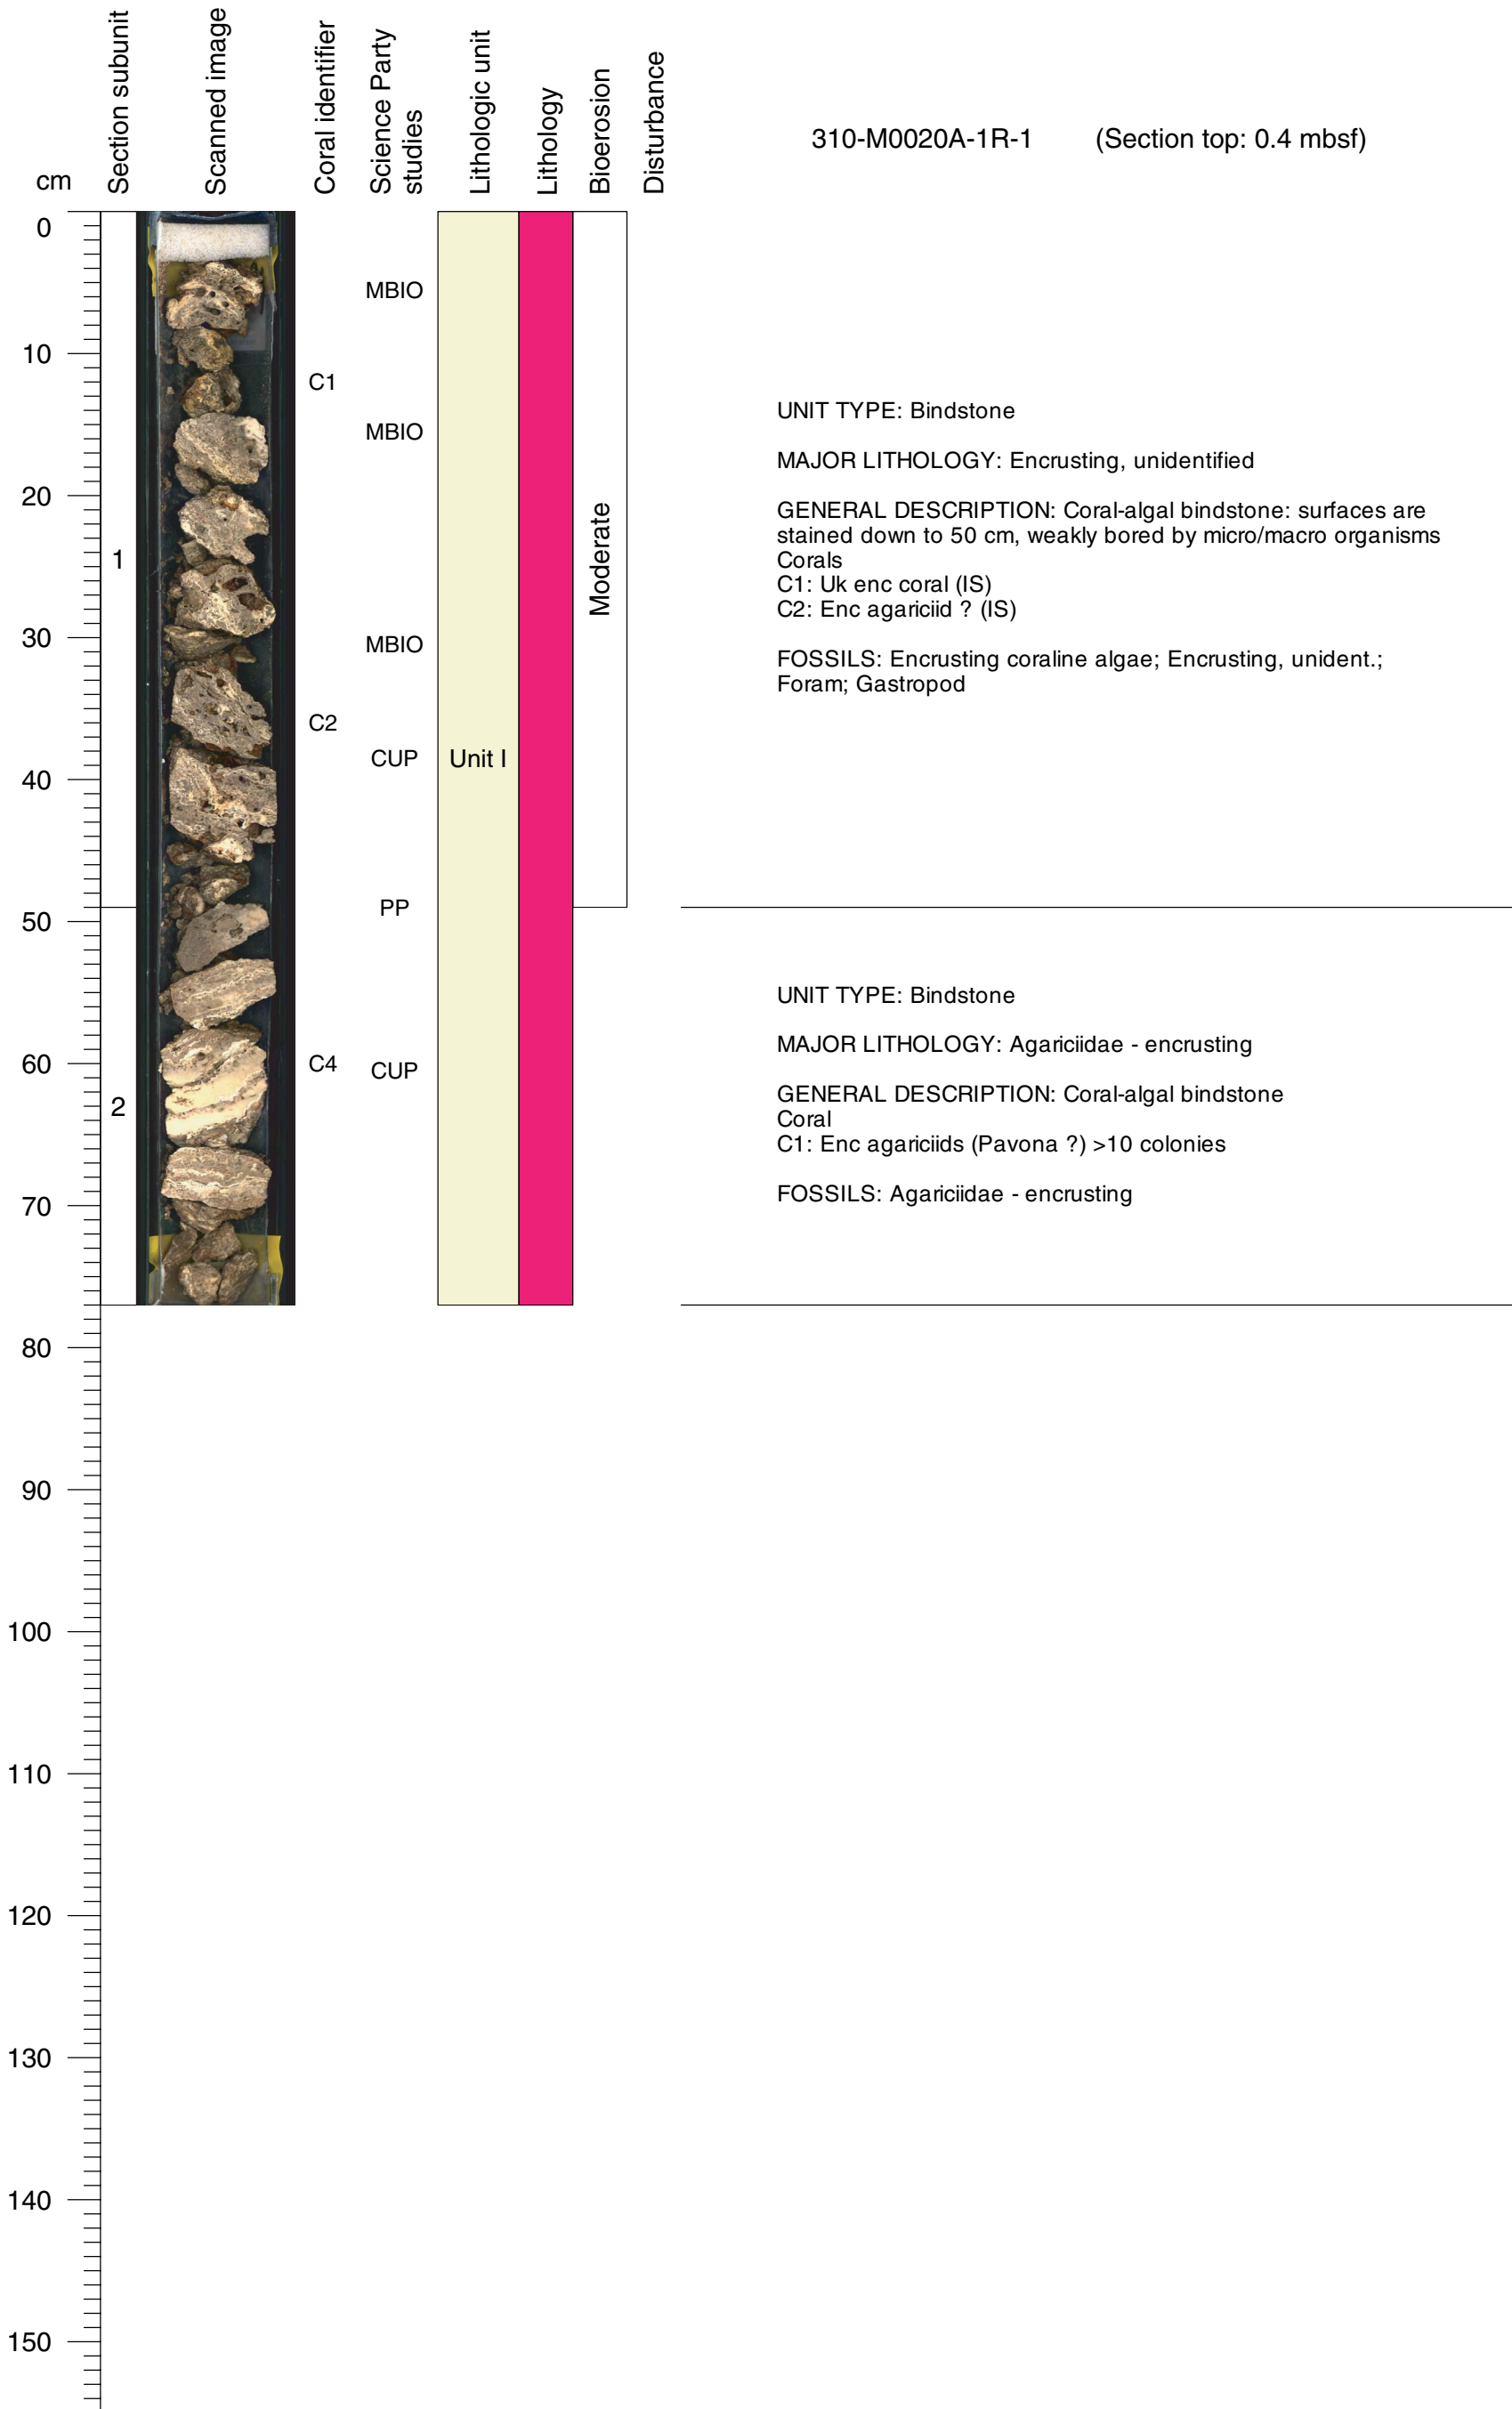 cm
Section subunit
Scanned image
Coral identifier
Science Party
studies
Lithologic unit
Lithology
Bioerosion
Disturbance
310-M0020A-1R-1 (Section top: 0.4 mbsf)
0
10
20
30
40
50
60
70
80
90
100
110
120
130
140
150
1
2
C1
C2
C4
MBIO
MBIO
MBIO
CUP
PP
CUP
Unit I
Moderate
UNIT TYPE: Bindstone
MAJOR LITHOLOGY: Encrusting, unidentified
GENERAL DESCRIPTION: Coral-algal bindstone: surfaces are
stained down to 50 cm, weakly bored by micro/macro organisms
Corals
C1: Uk enc coral (IS)
C2: Enc agariciid ? (IS)
FOSSILS: Encrusting coraline algae; Encrusting, unident.;
Foram; Gastropod
UNIT TYPE: Bindstone
MAJOR LITHOLOGY: Agariciidae - encrusting
GENERAL DESCRIPTION: Coral-algal bindstone
Coral
C1: Enc agariciids (Pavona ?) >10 colonies
FOSSILS: Agariciidae - encrusting